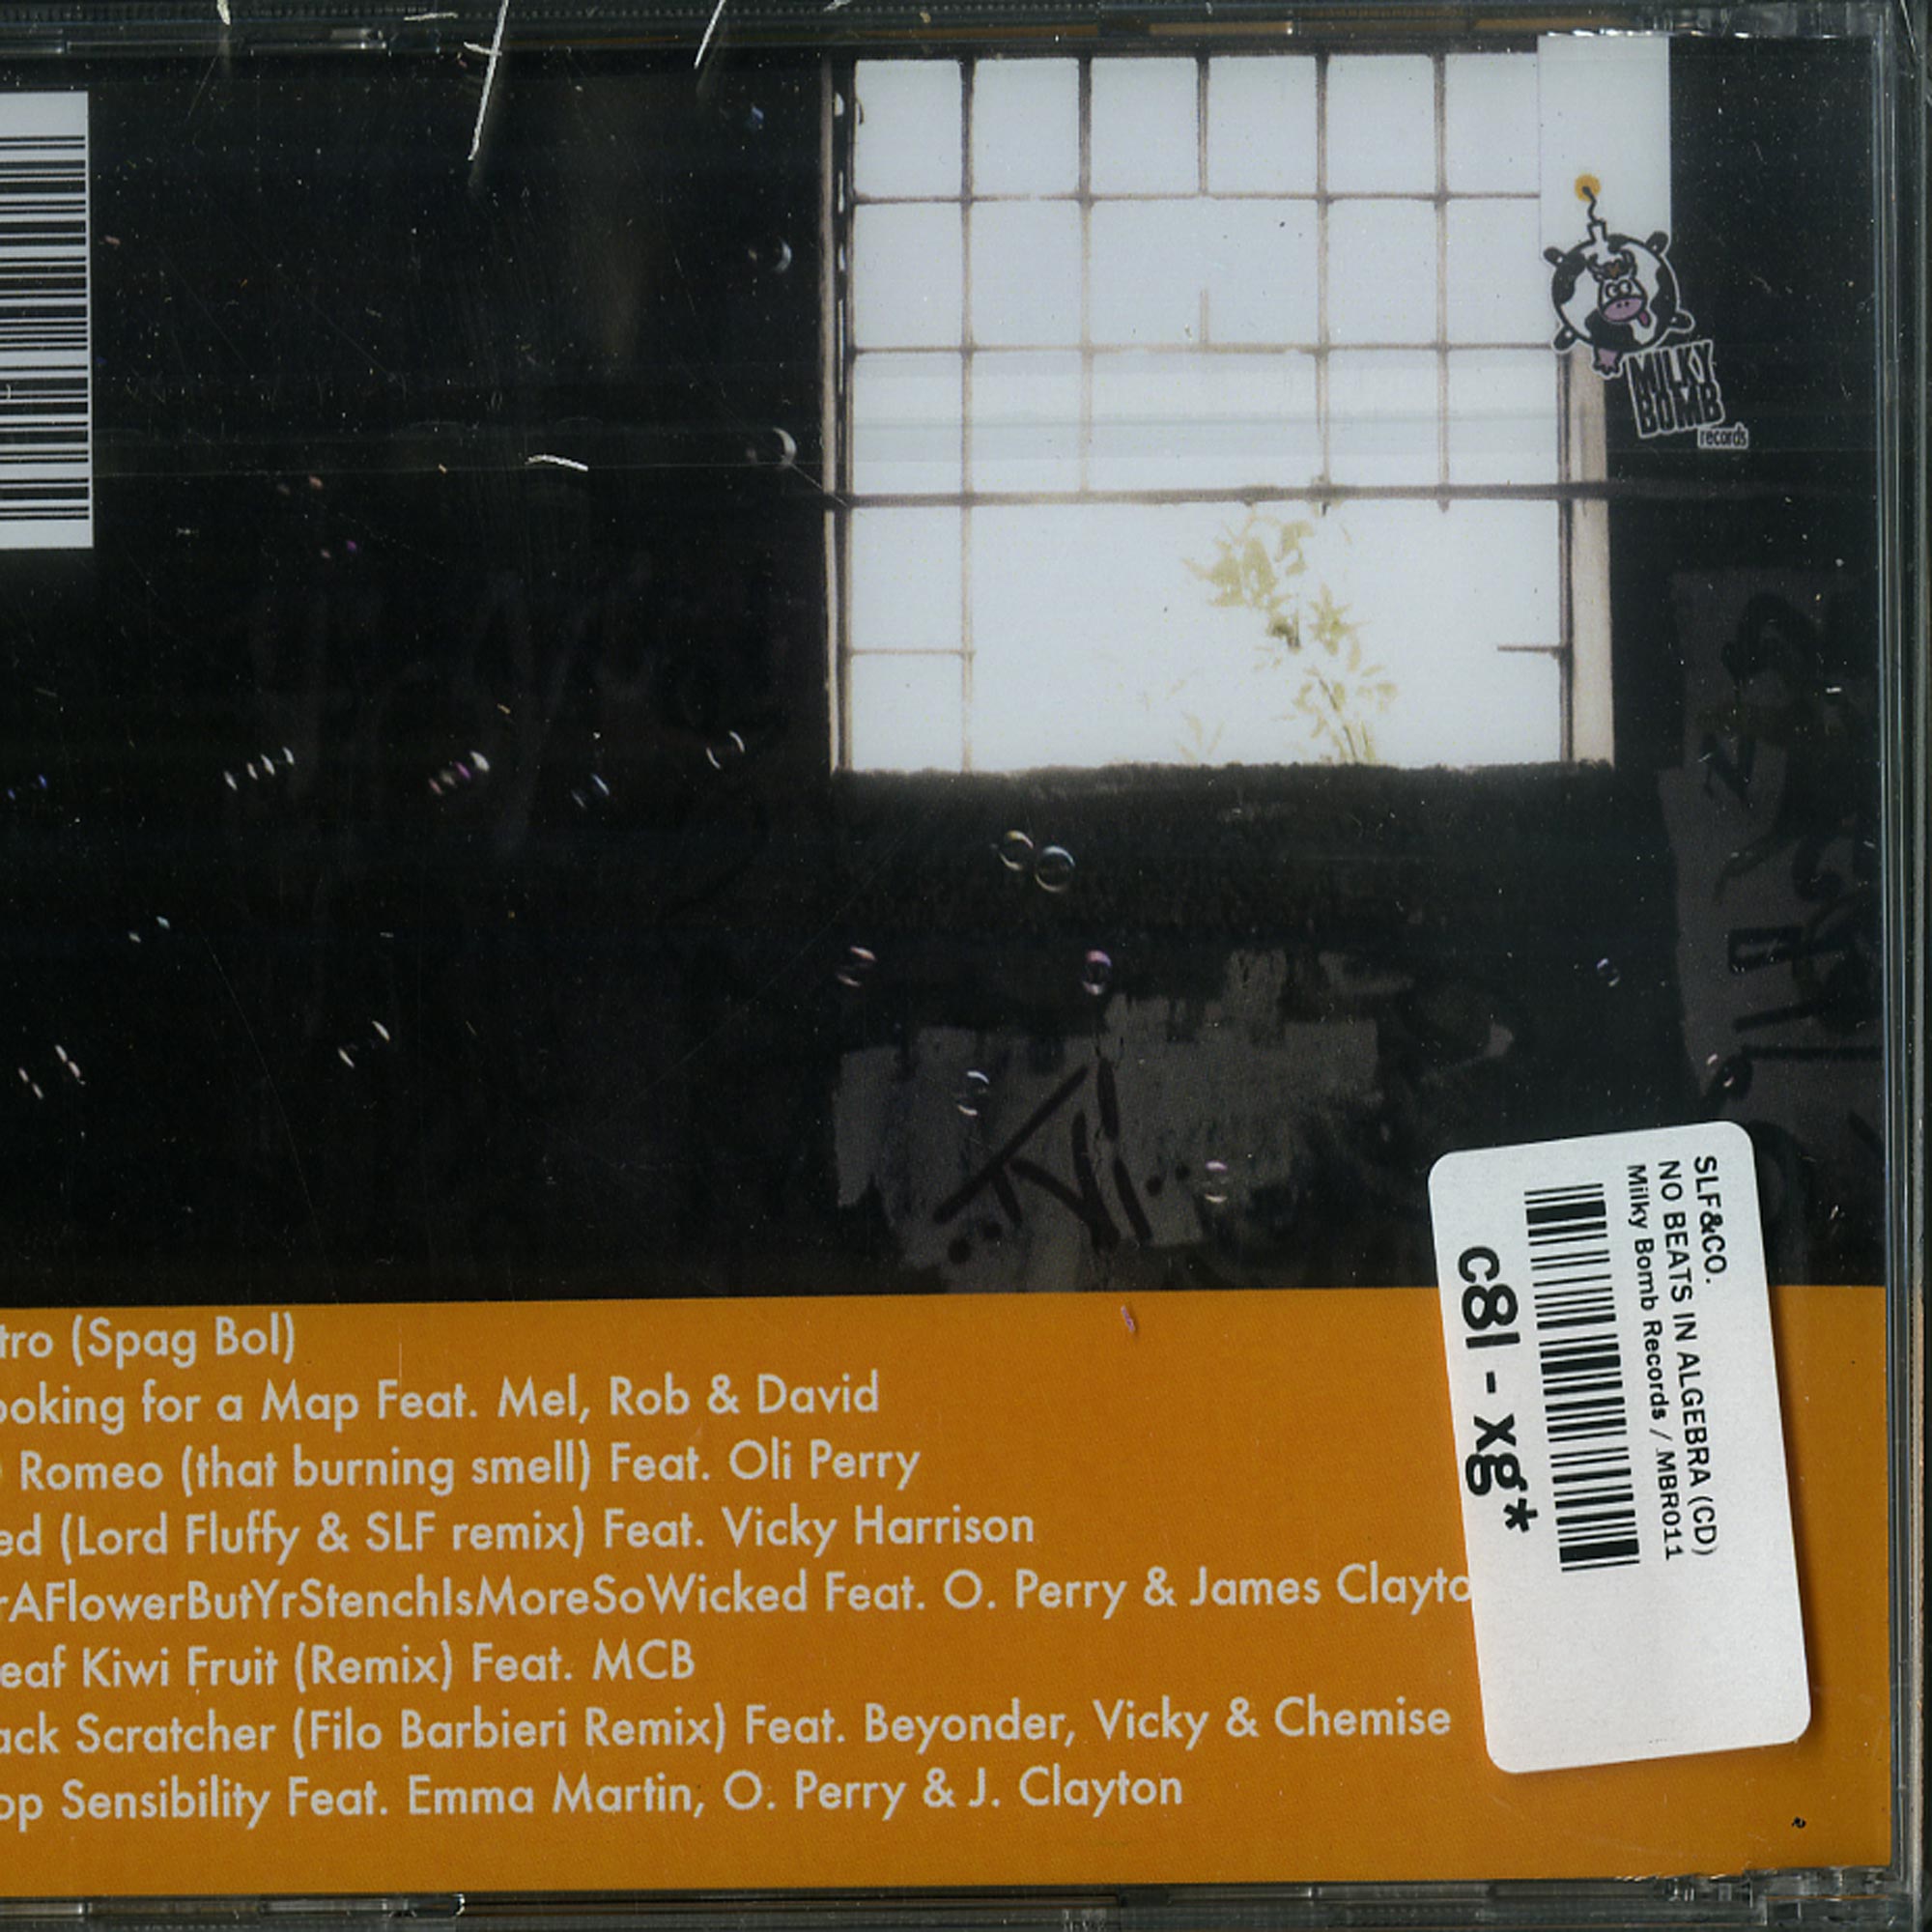 MILKY
BOMB
records
SLF&CO.
NO BEATS IN ALGEBRA (CD)
Milky Bomb Records / MBR011
c8l - xg*
tro (Spag Bol)
ooking for a Map Feat. Mel, Rob & David
Romeo (that burning smell) Feat. Oli Perry
ed (Lord Fluffy & SLF remix) Feat. Vicky Harrison
rAFlowerButYrStenchIsMoreSoWicked Feat. O. Perry & James Clayto
eaf Kiwi Fruit (Remix) Feat. MCB
ack Scratcher (Filo Barbieri Remix) Feat. Beyonder, Vicky & Chemise
op Sensibility Feat. Emma Martin, O. Perry & J. Clayton